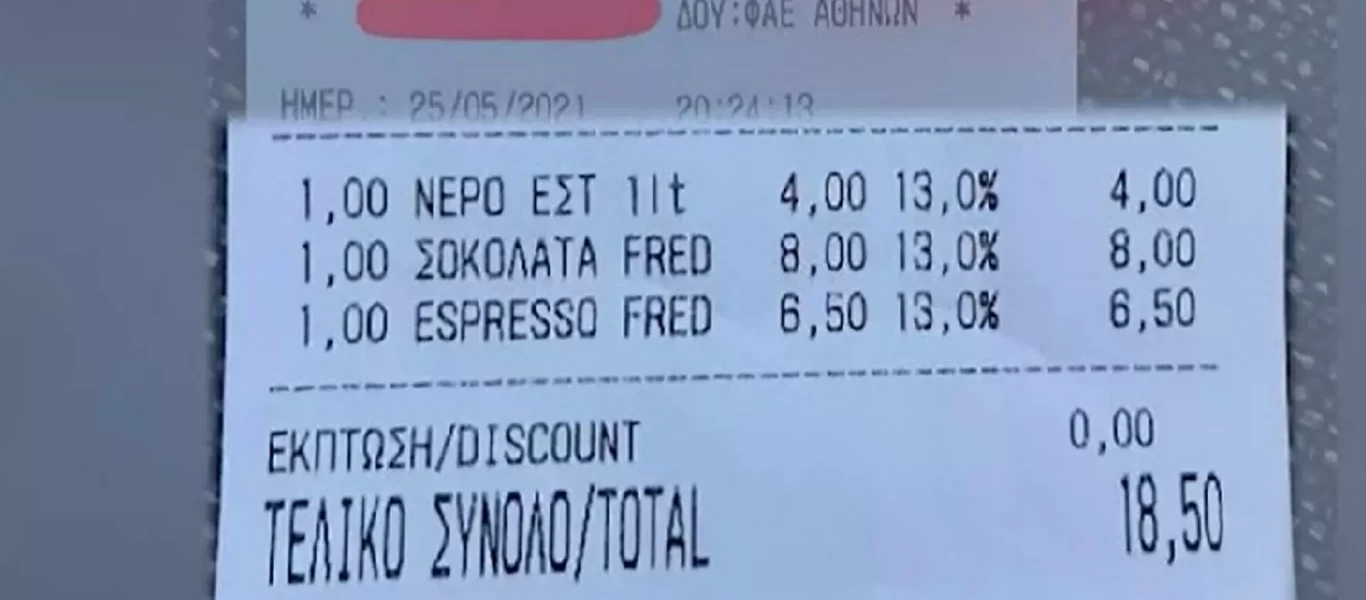 * ΔΟΥ:ΦΑΕ ΑΘΗΝΩΝ *
ΗΜΕΡ.: 25/05/2021 20:24:13
1,00 ΝΕΡΟ ΕΣΤ 1lt 4,00 13,0% 4,00
1,00 ΣΟΚΟΛΑΤΑ FRED 8,00 13,0% 8,00
1,00 ESPRESSO FRED 6,50 13,0% 6,50
ΕΚΠΤΩΣΗ/DISCOUNT 0,00
ΤΕΛΙΚΟ ΣΥΝΟΛΟ/TOTAL 18,50